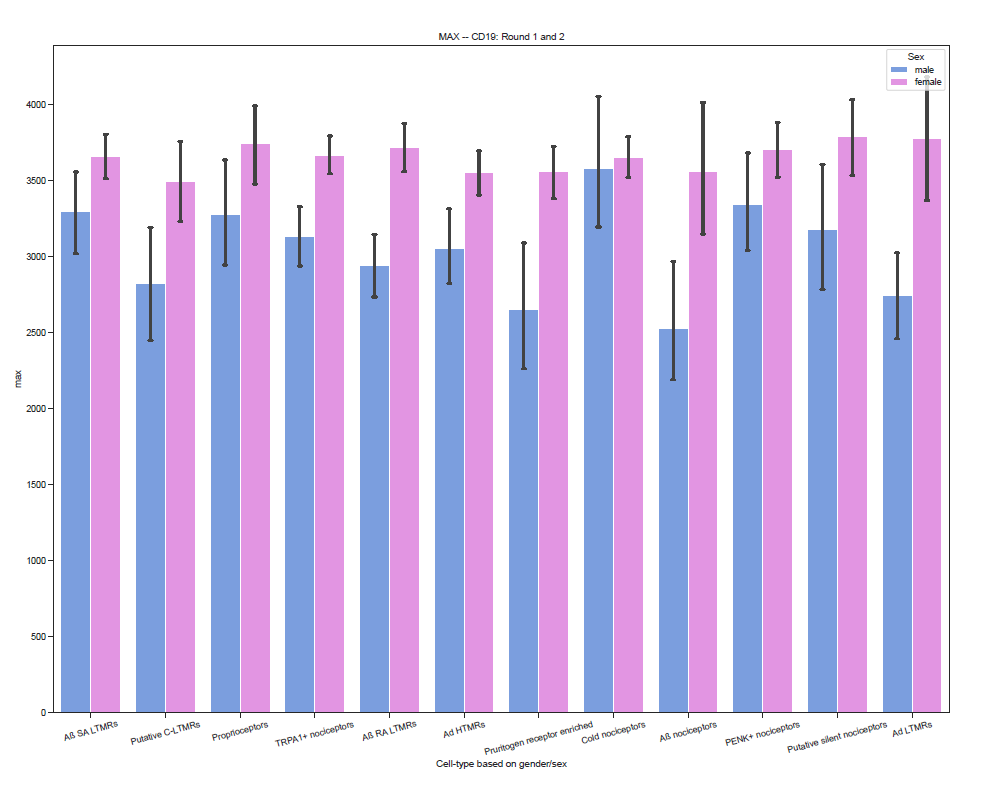 MAX -- CD19: Round 1 and 2
Sex
male
female
4000
3500
3000
2500
2000
1500
1000
500
0
max
Aß SA LTMRs
Putative C-LTMRs
Proprioceptors
TRPA1+ nociceptors
Aß RA LTMRs
Ad HTMRs
Pruritogen receptor enriched
Cold nociceptors
Aß nociceptors
PENK+ nociceptors
Putative silent nociceptors
Ad LTMRs
Cell-type based on gender/sex